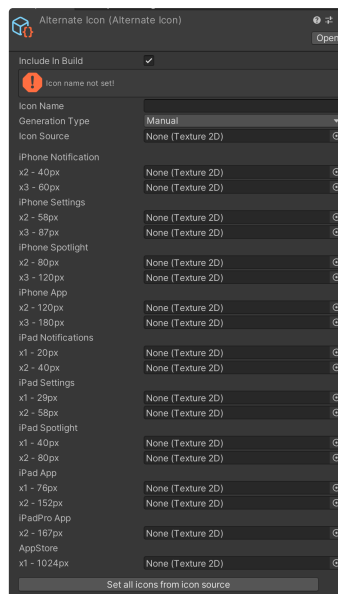 Alternate Icon (Alternate Icon)
Open
Include In Build
Icon name not set!
Icon Name
Generation Type Manual
Icon Source None (Texture 2D)
iPhone Notification
x2 - 40px None (Texture 2D)
x3 - 60px None (Texture 2D)
iPhone Settings
x2 - 58px None (Texture 2D)
x3 - 87px None (Texture 2D)
iPhone Spotlight
x2 - 80px None (Texture 2D)
x3 - 120px None (Texture 2D)
iPhone App
x2 - 120px None (Texture 2D)
x3 - 180px None (Texture 2D)
iPad Notifications
x1 - 20px None (Texture 2D)
x2 - 40px None (Texture 2D)
iPad Settings
x1 - 29px None (Texture 2D)
x2 - 58px None (Texture 2D)
iPad Spotlight
x1 - 40px None (Texture 2D)
x2 - 80px None (Texture 2D)
iPad App
x1 - 76px None (Texture 2D)
x2 - 152px None (Texture 2D)
iPadPro App
x2 - 167px None (Texture 2D)
AppStore
x1 - 1024px None (Texture 2D)
Set all icons from icon source